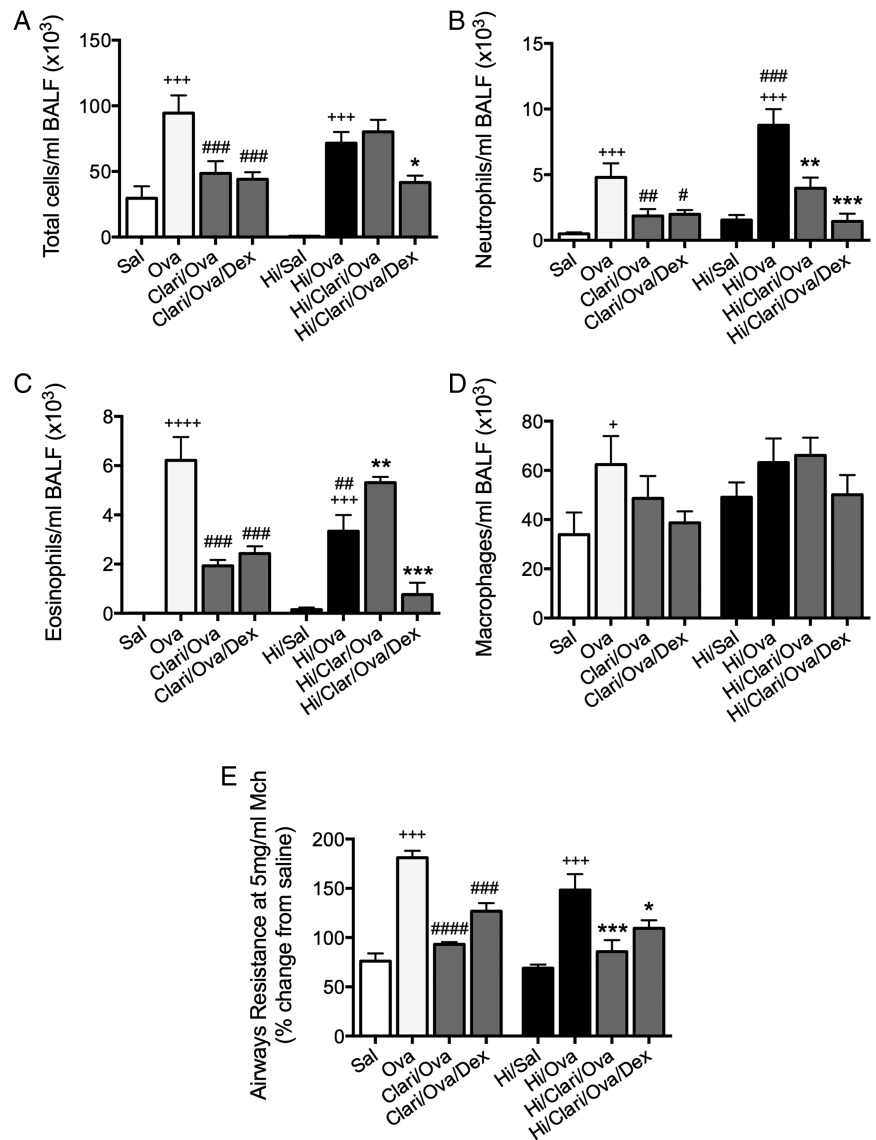 A
Total cells/ml BALF (x10³)
150
100
50
0
+++
###
###
+++
*
Sal
Ova
Clari/Ova
Clari/Ova/Dex
Hi/Sal
Hi/Ova
Hi/Clari/Ova
Hi/Clari/Ova/Dex
B
Neutrophils/ml BALF (x10³)
15
10
5
0
+++
##
#
###
+++
**
***
Sal
Ova
Clari/Ova
Clari/Ova/Dex
Hi/Sal
Hi/Ova
Hi/Clari/Ova
Hi/Clari/Ova/Dex
C
Eosinophils/ml BALF (x10³)
8
6
4
2
0
++++
###
###
##
+++
**
***
Sal
Ova
Clari/Ova
Clari/Ova/Dex
Hi/Sal
Hi/Ova
Hi/Clar/Ova
Hi/Clar/Ova/Dex
D
Macrophages/ml BALF (x10³)
80
60
40
20
0
+
Sal
Ova
Clari/Ova
Clari/Ova/Dex
Hi/Sal
Hi/Ova
Hi/Clari/Ova
Hi/Clari/Ova/Dex
E
Airways Resistance at 5mg/ml Mch
(% change from saline)
200
150
100
50
0
+++
####
###
+++
***
*
Sal
Ova
Clari/Ova
Clari/Ova/Dex
Hi/Sal
Hi/Ova
Hi/Clari/Ova
Hi/Clari/Ova/Dex